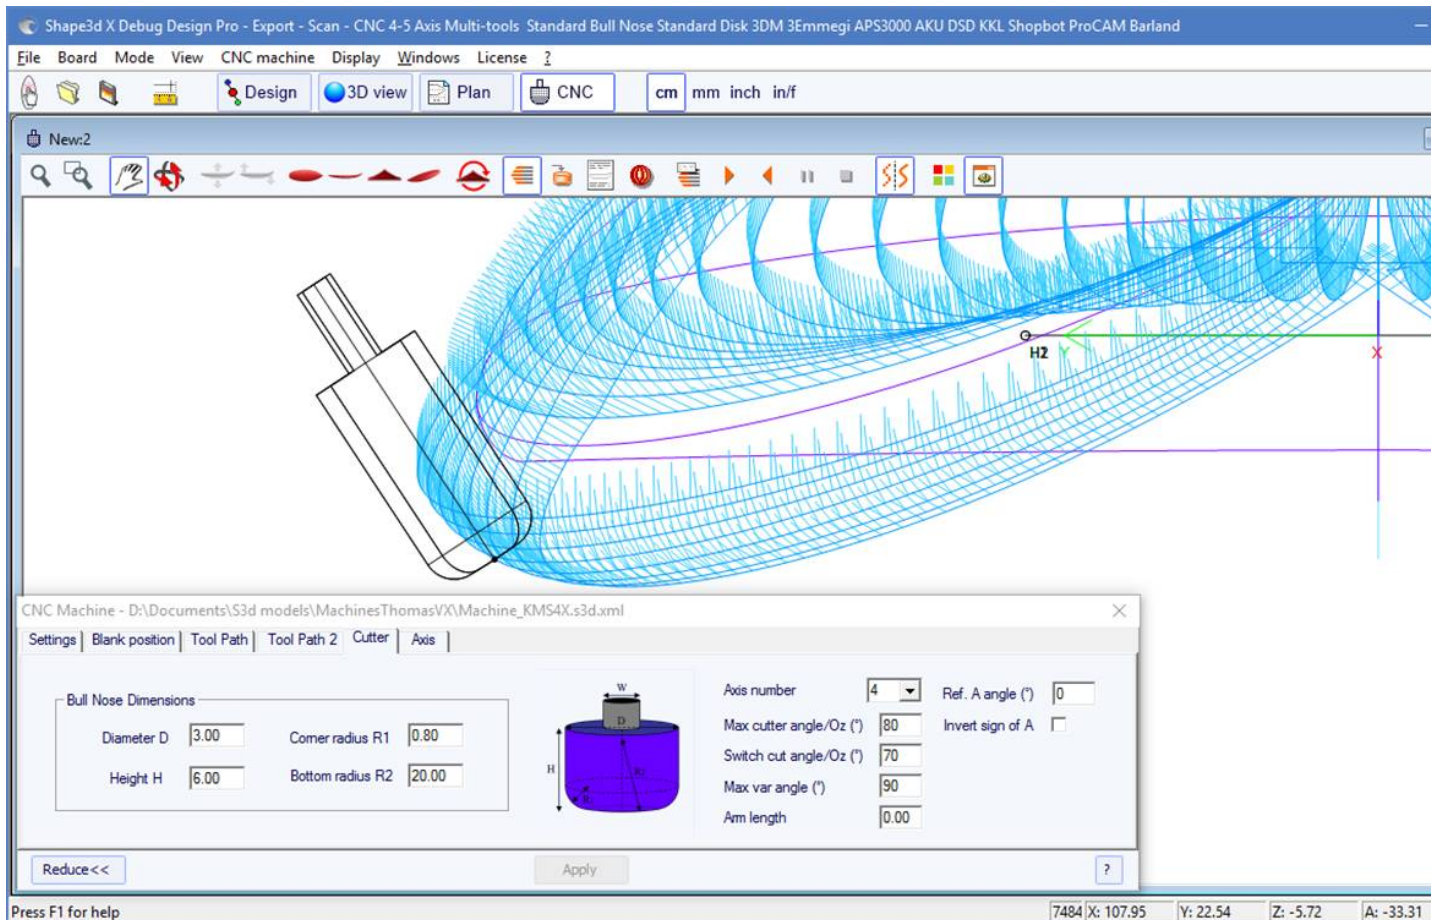 Shape3d X Debug Design Pro - Export - Scan - CNC 4-5 Axis Multi-tools Standard Bull Nose Standard Disk 3DM 3Emmegi APS3000 AKU DSD KKL Shopbot ProCAM Barland
File Board Mode View CNC machine Display Windows License ?
Design 3D view Plan CNC cm mm inch in/f
New:2
H2 Y X
CNC Machine - D:\Documents\S3d models\MachinesThomasVX\Machine_KMS4X.s3d.xml
Settings Blank position Tool Path Tool Path 2 Cutter Axis
Bull Nose Dimensions
Diameter D 3.00 Corner radius R1 0.80
Height H 6.00 Bottom radius R2 20.00
W
D
H
R2
R1
Axis number 4 Ref. A angle (°) 0
Max cutter angle/Oz (°) 80 Invert sign of A
Switch cut angle/Oz (°) 70
Max var angle (°) 90
Arm length 0.00
Reduce<< Apply ?
Press F1 for help 7484 X: 107.95 Y: 22.54 Z: -5.72 A: -33.31